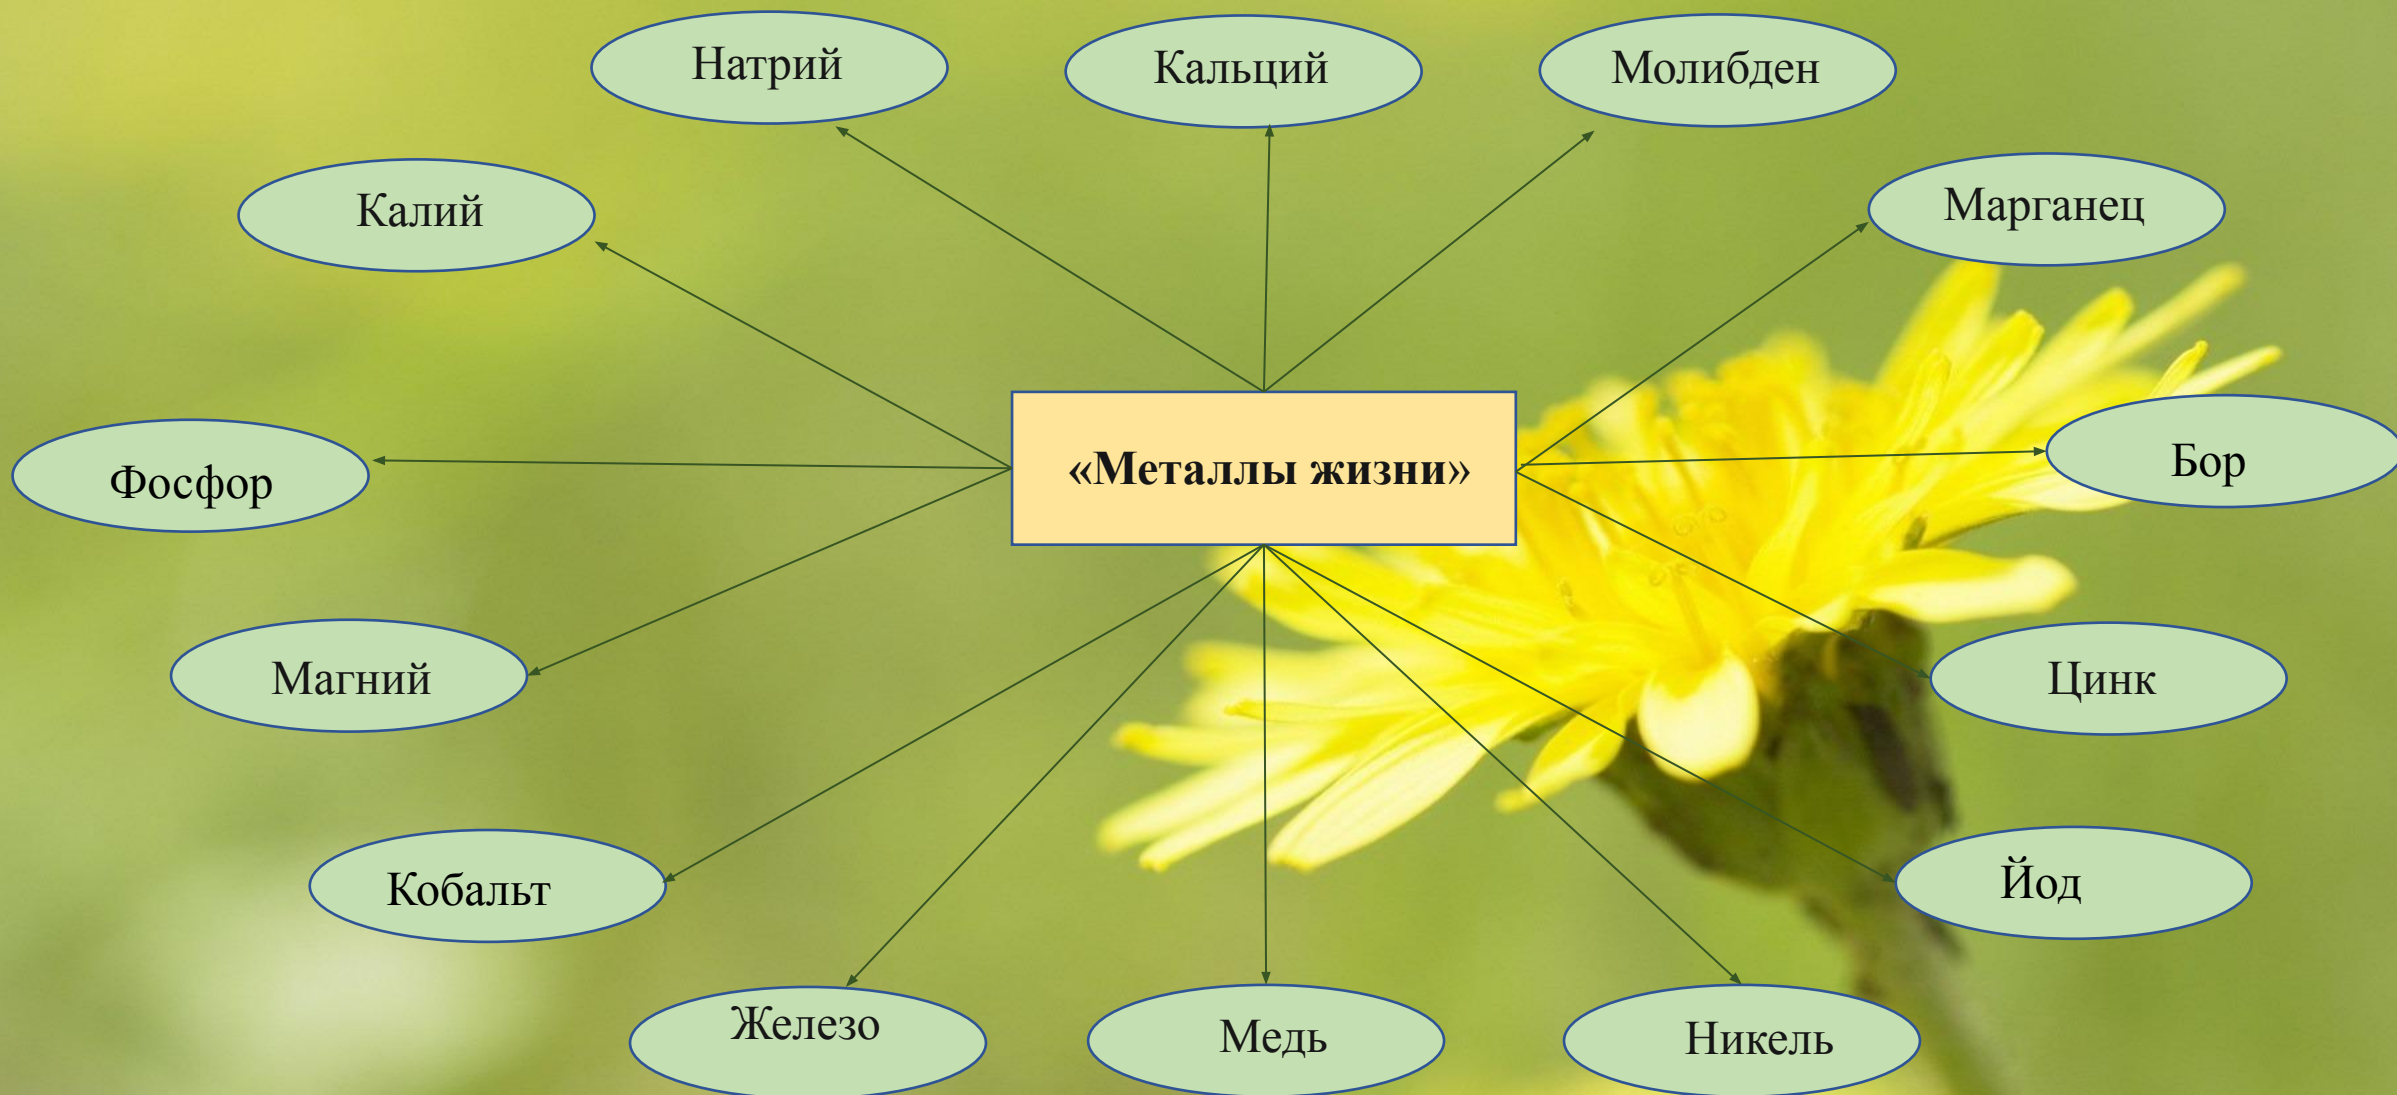 Натрий
Кальций
Молибден
Калий
Марганец
«Металлы жизни»
Фосфор
Бор
Магний
Цинк
Кобальт
Йод
Железо
Медь
Никель